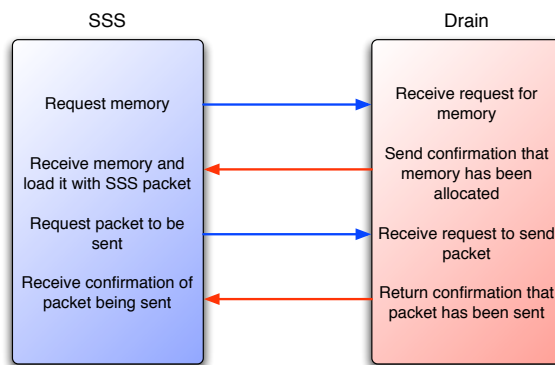 SSS
Drain
Request memory
Receive request for
memory
Receive memory and
load it with SSS packet
Send confirmation that
memory has been
allocated
Request packet to be
sent
Receive request to send
packet
Receive confirmation of
packet being sent
Return confirmation that
packet has been sent